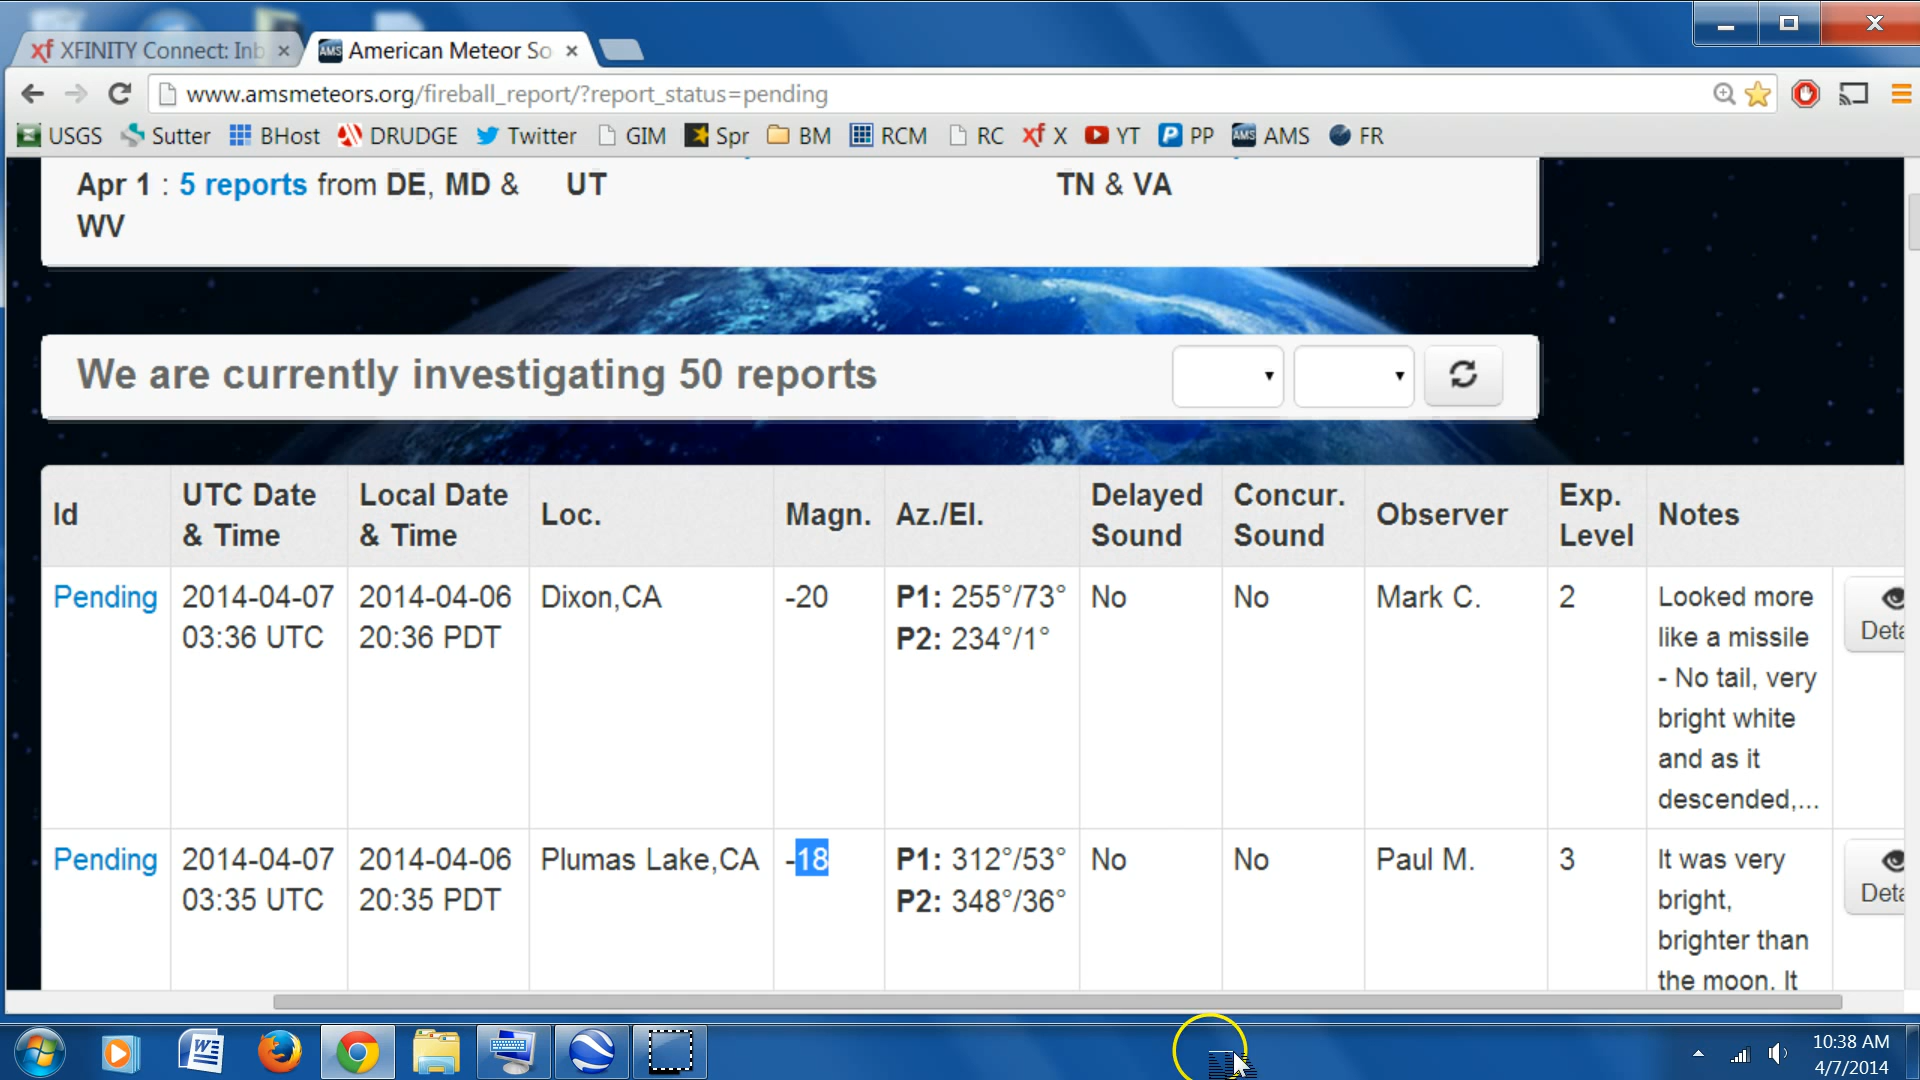 XFINITY Connect: Inb
AMS American Meteor So
www.amsmeteors.org/fireball_report/?report_status=pending
USGS Sutter BHost DRUDGE Twitter GIM Spr BM RCM RC X YT PP AMS FR
Apr 1 : 5 reports from DE, MD & WV
UT
TN & VA
We are currently investigating 50 reports
Id
UTC Date
& Time
Local Date
& Time
Loc.
Magn.
Az./El.
Delayed
Sound
Concur.
Sound
Observer
Exp.
Level
Notes
Pending
2014-04-07
03:36 UTC
2014-04-06
20:36 PDT
Dixon,CA
-20
P1: 255°/73°
P2: 234°/1°
No
No
Mark C.
2
Looked more
like a missile
- No tail, very
bright white
and as it
descended,...
Deta
Pending
2014-04-07
03:35 UTC
2014-04-06
20:35 PDT
Plumas Lake,CA
-18
P1: 312°/53°
P2: 348°/36°
No
No
Paul M.
3
It was very
bright,
brighter than
the moon. It
Deta
10:38 AM
4/7/2014